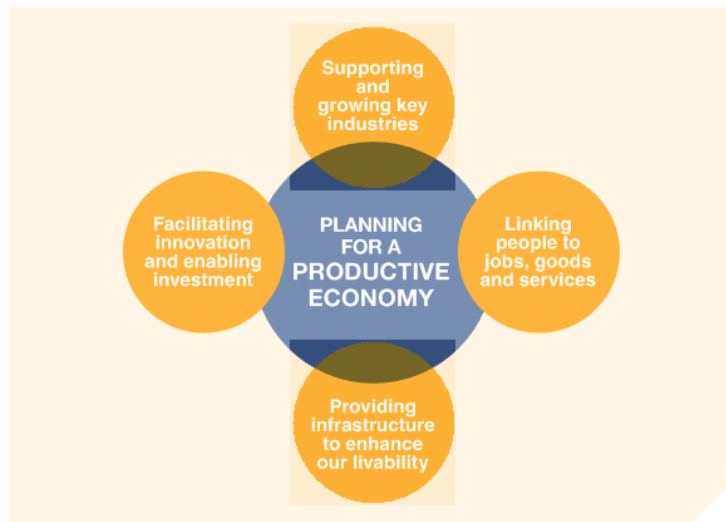 Supporting
and
growing key
industries
Facilitating
innovation
and enabling
investment
PLANNING
FOR A
PRODUCTIVE
ECONOMY
Linking
people to
jobs, goods
and services
Providing
infrastructure
to enhance
our livability